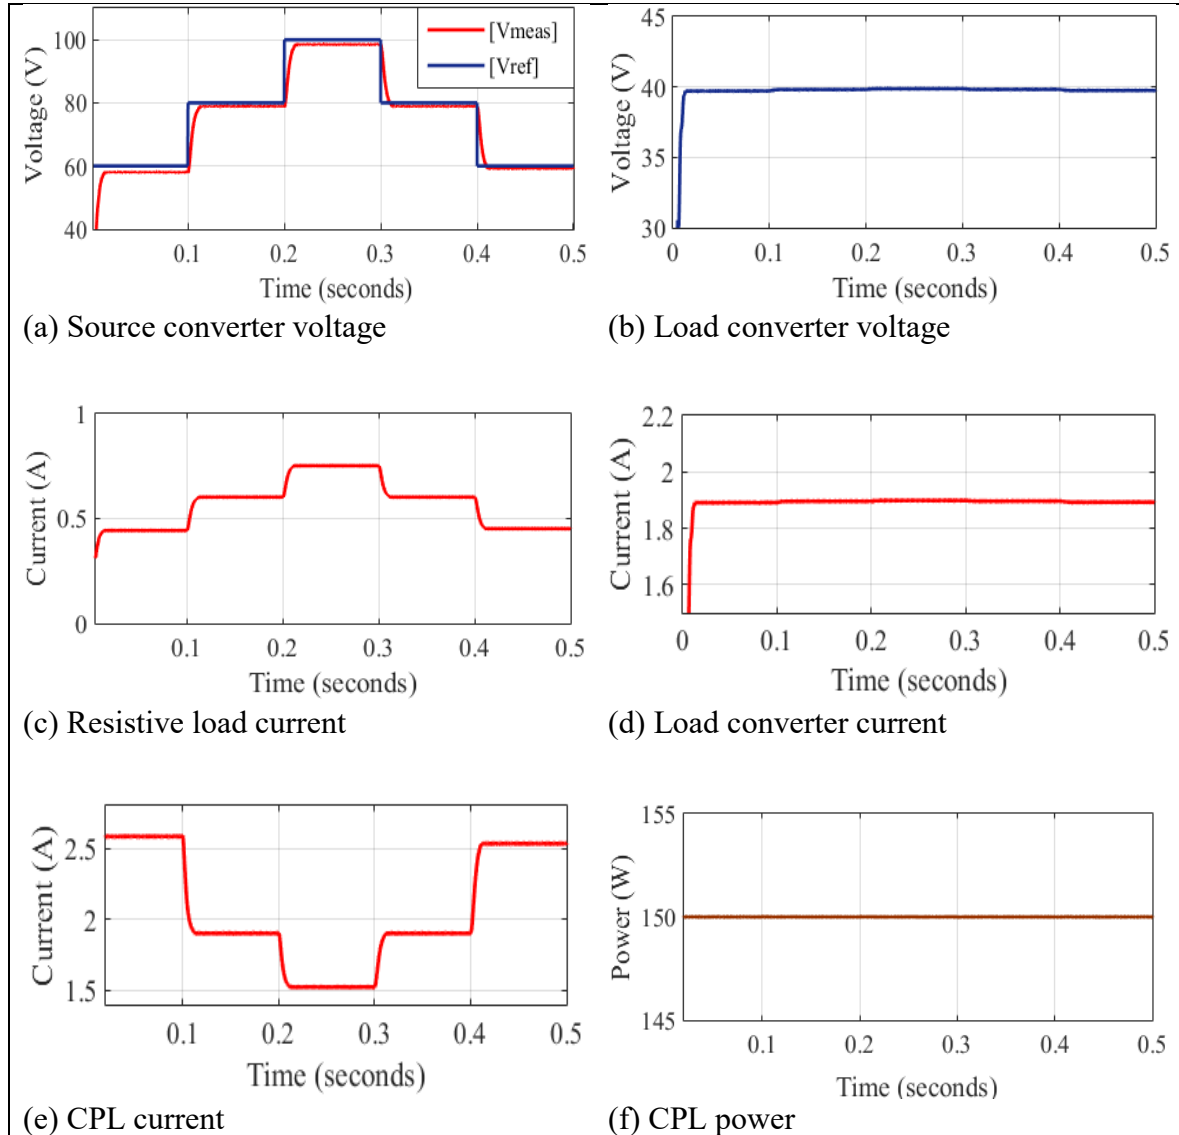 [Vmeas]
[Vref]
100
80
60
40
Voltage (V)
0.1 0.2 0.3 0.4 0.5
Time (seconds)
(a) Source converter voltage
45
40
35
30
Voltage (V)
0 0.1 0.2 0.3 0.4 0.5
Time (seconds)
(b) Load converter voltage
1
0.5
0
Current (A)
0.1 0.2 0.3 0.4 0.5
Time (seconds)
(c) Resistive load current
2.2
2
1.8
1.6
Current (A)
0 0.1 0.2 0.3 0.4 0.5
Time (seconds)
(d) Load converter current
2.5
2
1.5
Current (A)
0.1 0.2 0.3 0.4 0.5
Time (seconds)
(e) CPL current
155
150
145
Power (W)
0.1 0.2 0.3 0.4 0.5
Time (seconds)
(f) CPL power